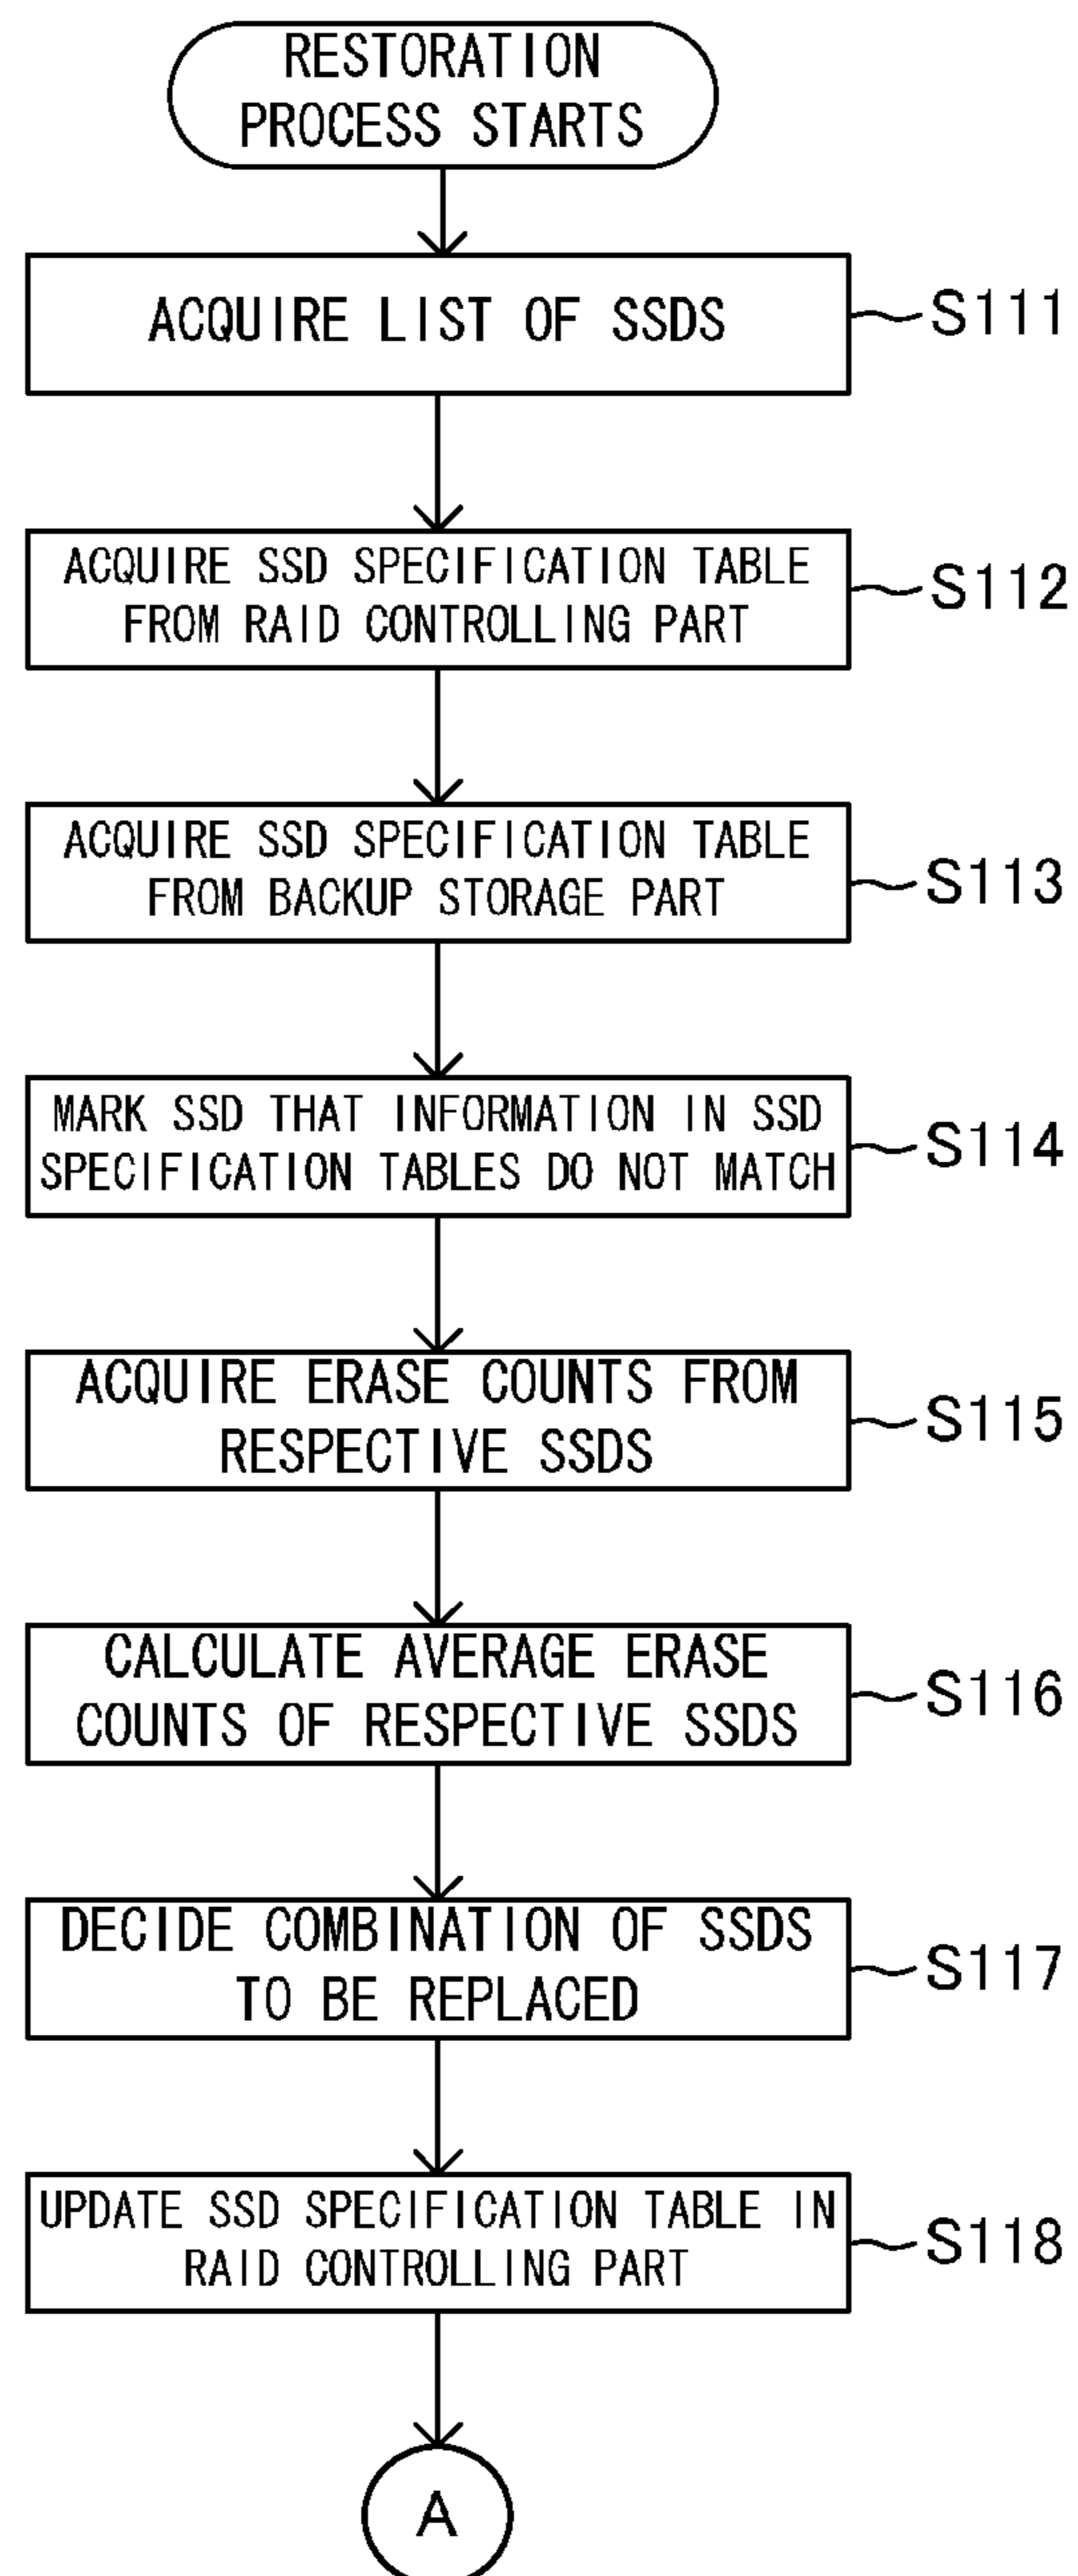 RESTORATION
PROCESS STARTS
ACQUIRE LIST OF SSDS
S111
ACQUIRE SSD SPECIFICATION TABLE
FROM RAID CONTROLLING PART
S112
ACQUIRE SSD SPECIFICATION TABLE
FROM BACKUP STORAGE PART
S113
MARK SSD THAT INFORMATION IN SSD
SPECIFICATION TABLES DO NOT MATCH
S114
ACQUIRE ERASE COUNTS FROM
RESPECTIVE SSDS
S115
CALCULATE AVERAGE ERASE
COUNTS OF RESPECTIVE SSDS
S116
DECIDE COMBINATION OF SSDS
TO BE REPLACED
S117
UPDATE SSD SPECIFICATION TABLE IN
RAID CONTROLLING PART
S118
A